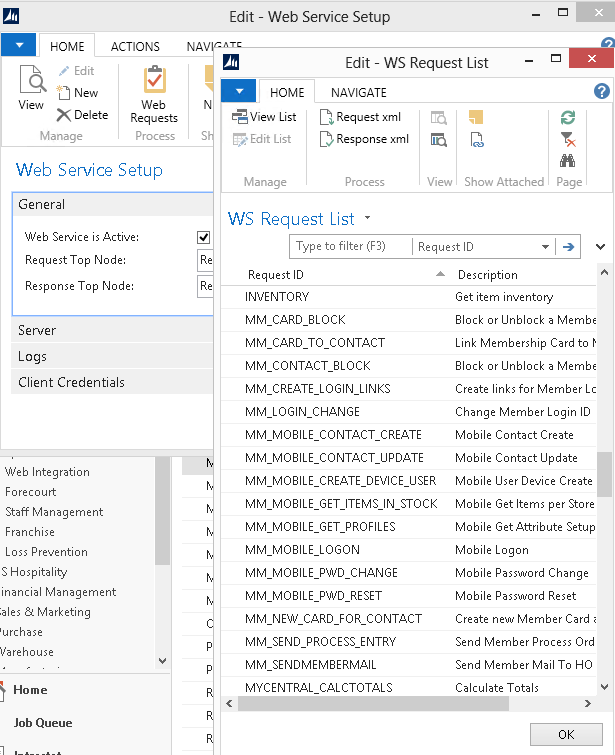 Edit - Web Service Setup
HOME
ACTIONS
NAVIGATE
View
Edit
New
Delete
Manage
Web
Requests
Process
Web Service Setup
General
Web Service is Active:
Request Top Node:
Re
Response Top Node:
Re
Server
Logs
Client Credentials
Web Integration
Forecourt
Staff Management
Franchise
Loss Prevention
S Hospitality
inancial Management
ales & Marketing
urchase
Varehouse
Home
Job Queue
Intrastat
Edit - WS Request List
HOME
NAVIGATE
View List
Edit List
Manage
Request xml
Response xml
Process
View
Show Attached
Page
WS Request List
Type to filter (F3)
Request ID
Request ID Description
INVENTORY Get item inventory
MM_CARD_BLOCK Block or Unblock a Membe
MM_CARD_TO_CONTACT Link Membership Card to M
MM_CONTACT_BLOCK Block or Unblock a Membe
MM_CREATE_LOGIN_LINKS Create links for Member Lo
MM_LOGIN_CHANGE Change Member Login ID
MM_MOBILE_CONTACT_CREATE Mobile Contact Create
MM_MOBILE_CONTACT_UPDATE Mobile Contact Update
MM_MOBILE_CREATE_DEVICE_USER Mobile User Device Create
MM_MOBILE_GET_ITEMS_IN_STOCK Mobile Get Items per Store
MM_MOBILE_GET_PROFILES Mobile Get Attribute Setup
MM_MOBILE_LOGON Mobile Logon
MM_MOBILE_PWD_CHANGE Mobile Password Change
MM_MOBILE_PWD_RESET Mobile Password Reset
MM_NEW_CARD_FOR_CONTACT Create new Member Card a
MM_SEND_PROCESS_ENTRY Send Member Process Ord
MM_SENDMEMBERMAIL Send Member Mail To HO
MYCENTRAL_CALCTOTALS Calculate Totals
OK